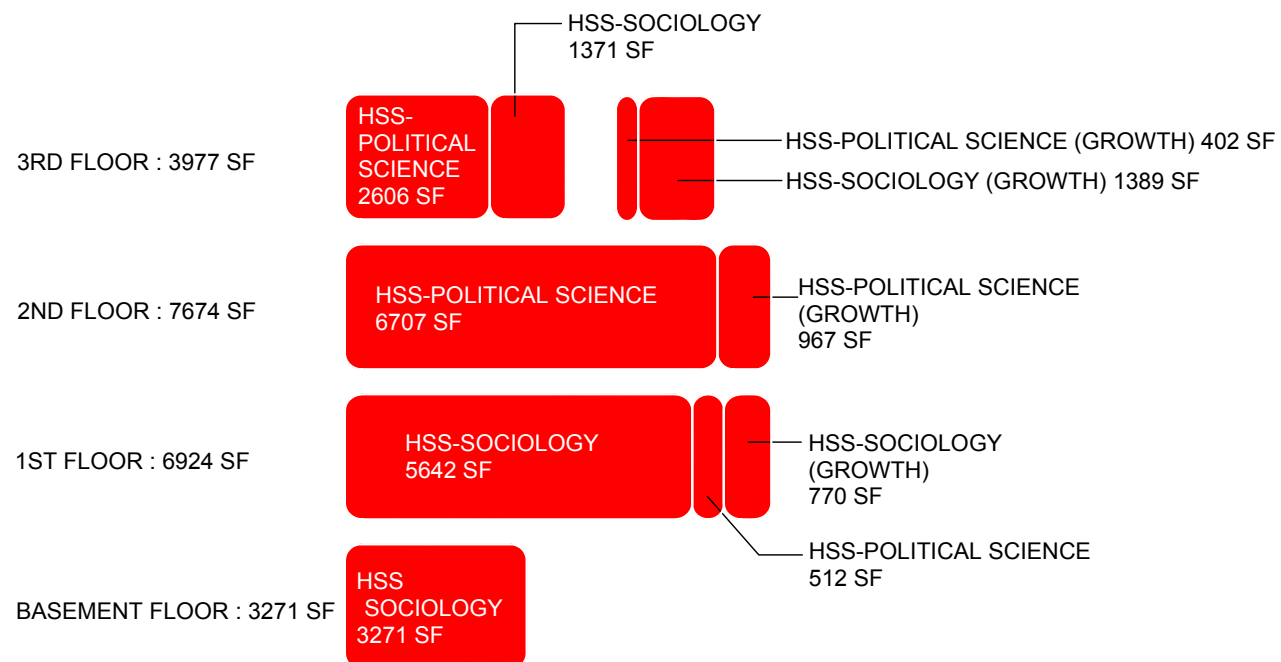 HSS-SOCIOLOGY
1371 SF
3RD FLOOR : 3977 SF
HSS-
POLITICAL
SCIENCE
2606 SF
HSS-POLITICAL SCIENCE (GROWTH) 402 SF
HSS-SOCIOLOGY (GROWTH) 1389 SF
2ND FLOOR : 7674 SF
HSS-POLITICAL SCIENCE
6707 SF
HSS-POLITICAL SCIENCE
(GROWTH)
967 SF
1ST FLOOR : 6924 SF
HSS-SOCIOLOGY
5642 SF
HSS-SOCIOLOGY
(GROWTH)
770 SF
HSS-POLITICAL SCIENCE
512 SF
BASEMENT FLOOR : 3271 SF
HSS
SOCIOLOGY
3271 SF